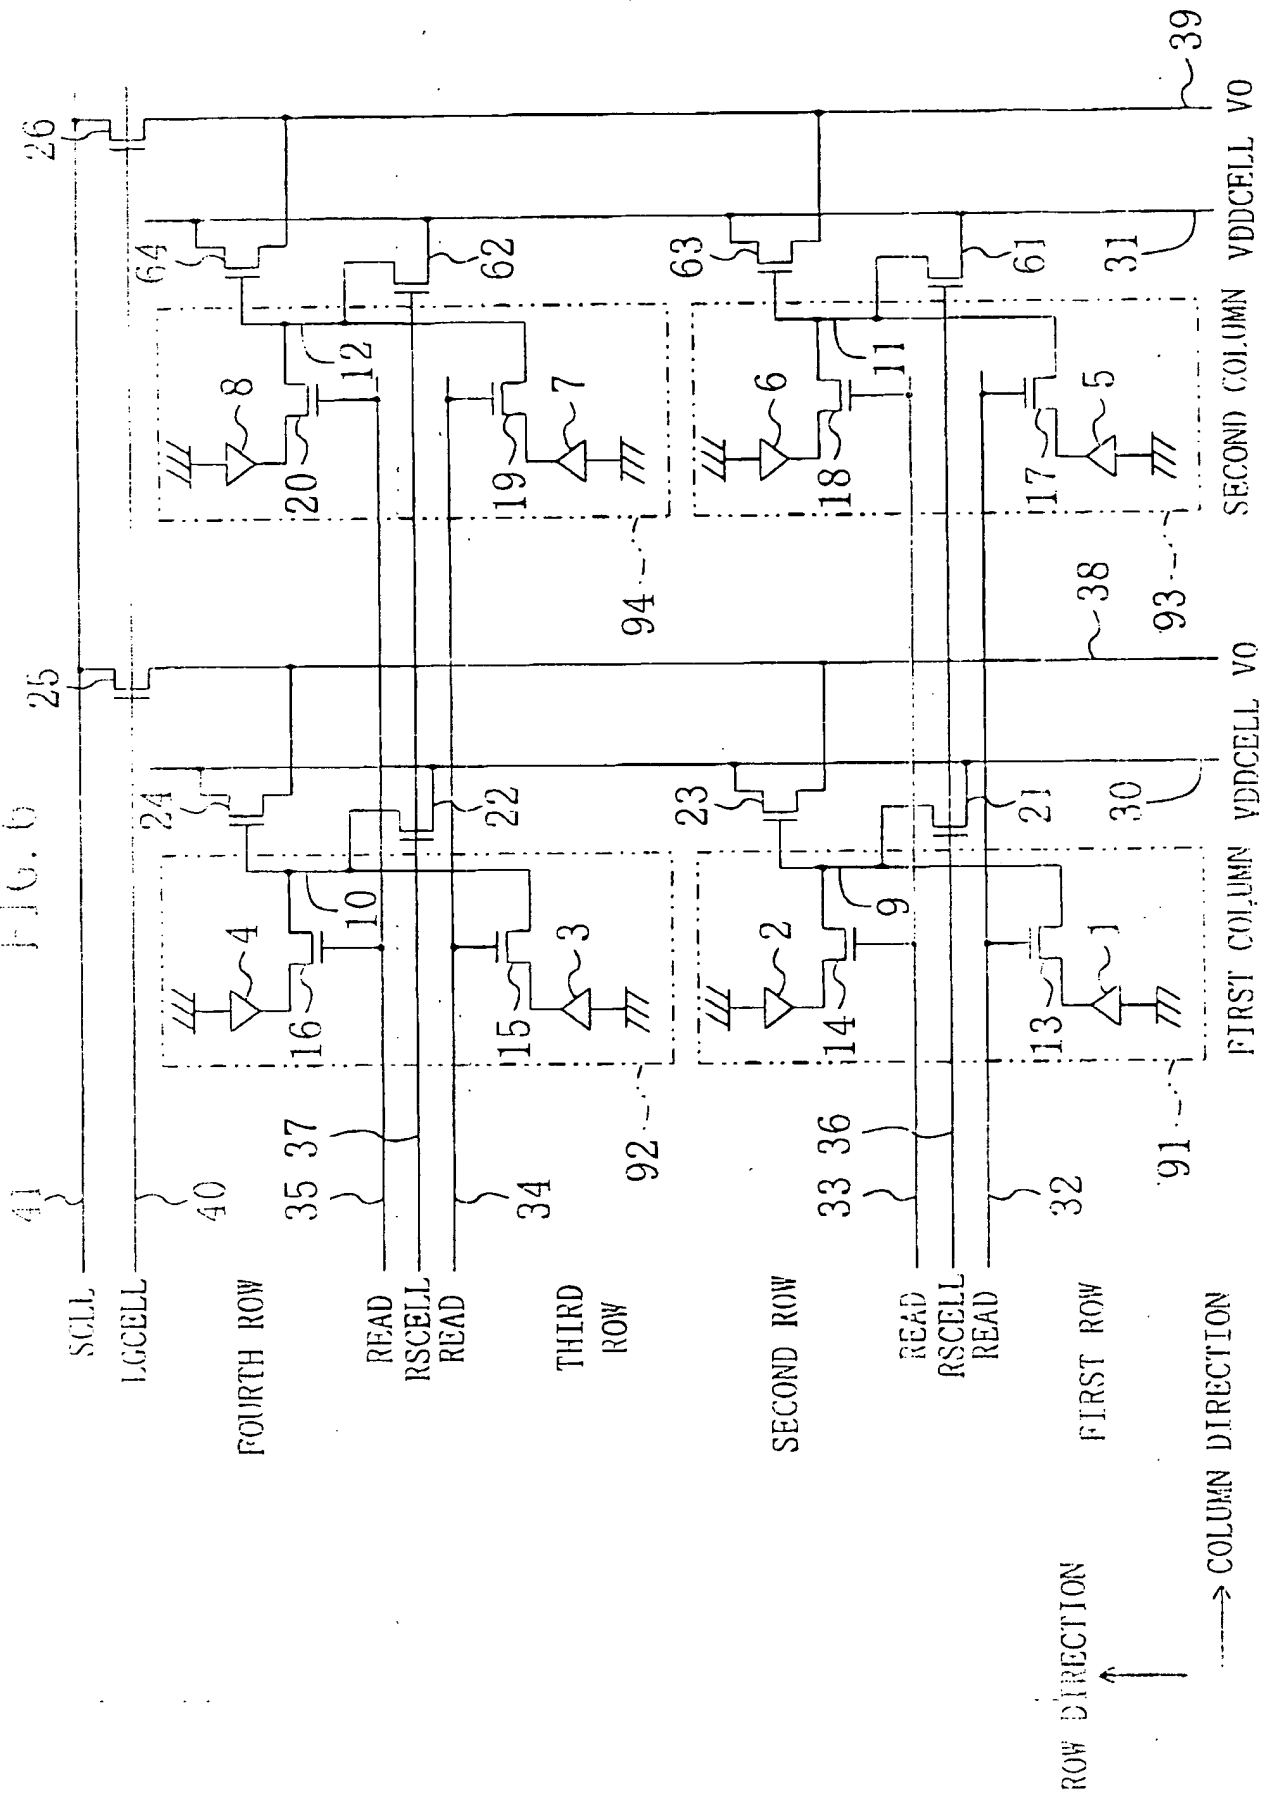 FIG. 6
SCLL
41
25
26
LGCELL
40
FOURTH ROW
24
64
4
8
16
10
20
12
READ
35
RSCELL
37
22
62
READ
34
15
3
19
7
THIRD
ROW
92
94
SECOND ROW
23
63
2
6
14
9
18
11
READ
33
RSCELL
36
21
61
READ
32
13
1
17
5
FIRST ROW
91
93
30
38
31
39
FIRST COLUMN VDDCELL VO
SECOND COLUMN VDDCELL VO
ROW DIRECTION
COLUMN DIRECTION